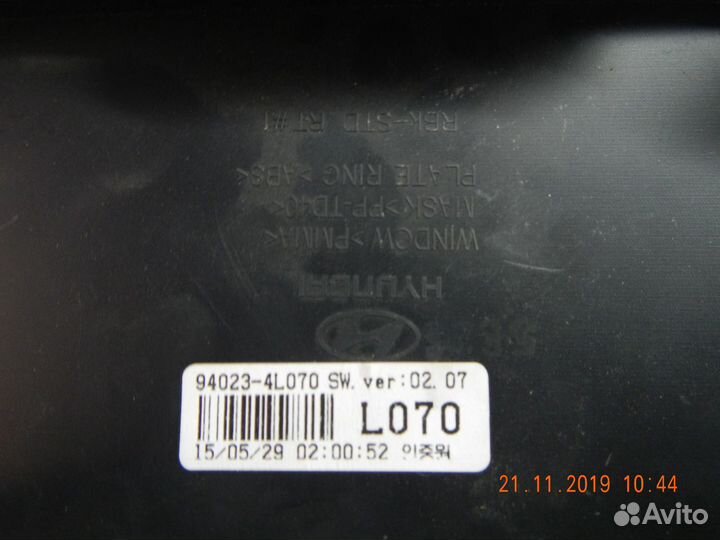 RBK-STD RT#1
PLATE RING >ABS<
MASK >PP-TD40<
WINDOW >PMMA<
HYUNDAI
94023-4L070 SW. ver:02.07
L070
15/05/29 02:00:52
21.11.2019 10:44
Avito